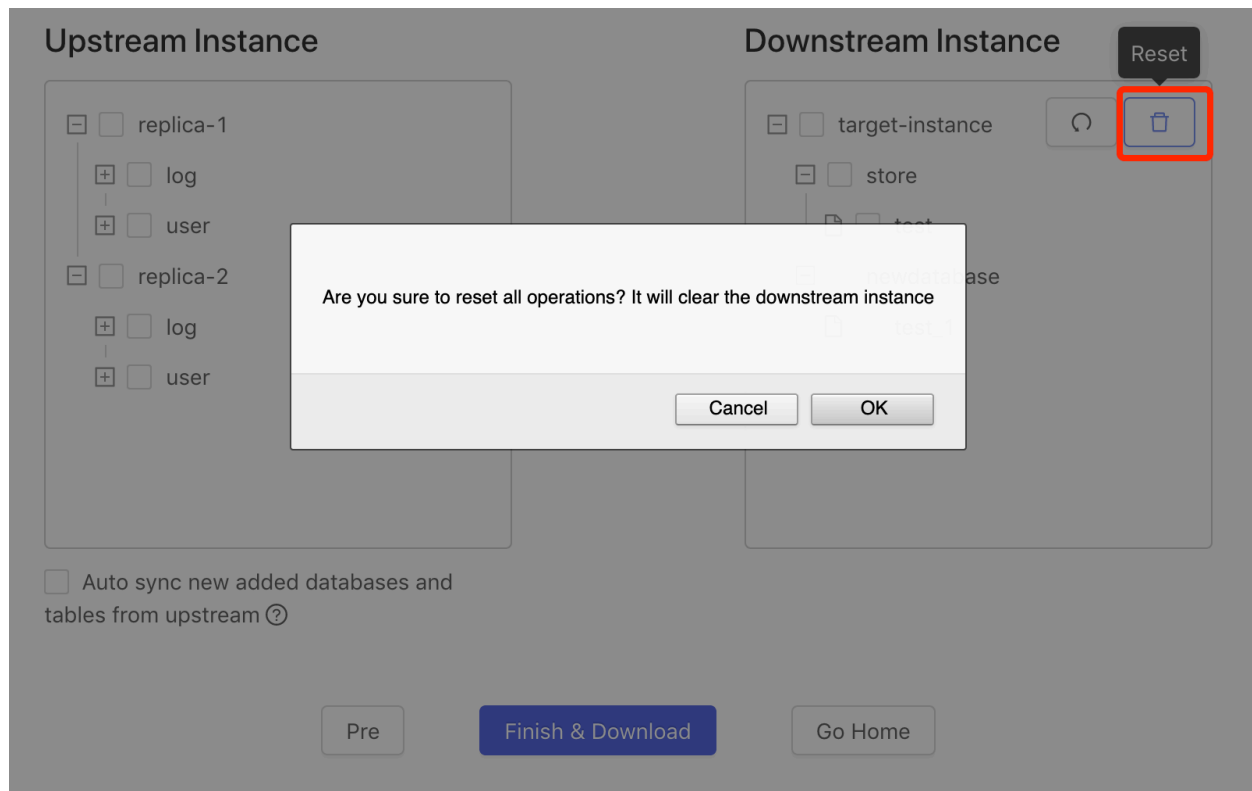 Upstream Instance
Downstream Instance
Reset
replica-1
log
user
replica-2
log
user
target-instance
store
test
newdatabase
Are you sure to reset all operations? It will clear the downstream instance
Cancel
OK
Auto sync new added databases and
tables from upstream ?
Pre
Finish & Download
Go Home